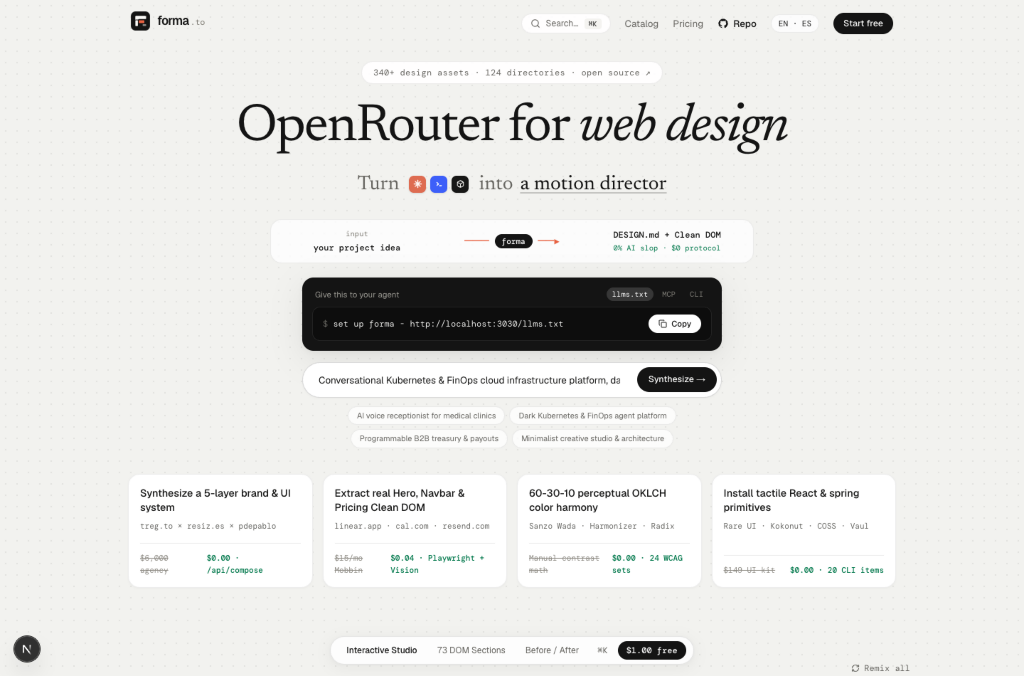 forma.to
Search... ⌘K
Catalog
Pricing
Repo
EN · ES
Start free
340+ design assets · 124 directories · open source ↗
OpenRouter for web design
Turn into a motion director
input
your project idea
forma
DESIGN.md + Clean DOM
0% AI slop · $0 protocol
Give this to your agent
llms.txt
MCP
CLI
$ set up forma - http://localhost:3030/llms.txt
Copy
Conversational Kubernetes & FinOps cloud infrastructure platform, da
Synthesize →
AI voice receptionist for medical clinics
Dark Kubernetes & FinOps agent platform
Programmable B2B treasury & payouts
Minimalist creative studio & architecture
Synthesize a 5-layer brand & UI
system
treg.to × resiz.es × pdepablo
$6,000
agency
$0.00 ·
/api/compose
Extract real Hero, Navbar &
Pricing Clean DOM
linear.app · cal.com · resend.com
$16/mo
Mobbin
$0.04 · Playwright +
Vision
60-30-10 perceptual OKLCH
color harmony
Sanzo Wada · Harmonizer · Radix
Manual contrast
math
$0.00 · 24 WCAG
sets
Install tactile React & spring
primitives
Rare UI · Kokonut · COSS · Vaul
$149 UI kit
$0.00 · 20 CLI items
N
Interactive Studio
73 DOM Sections
Before / After
⌘K
$1.00 free
Remix all